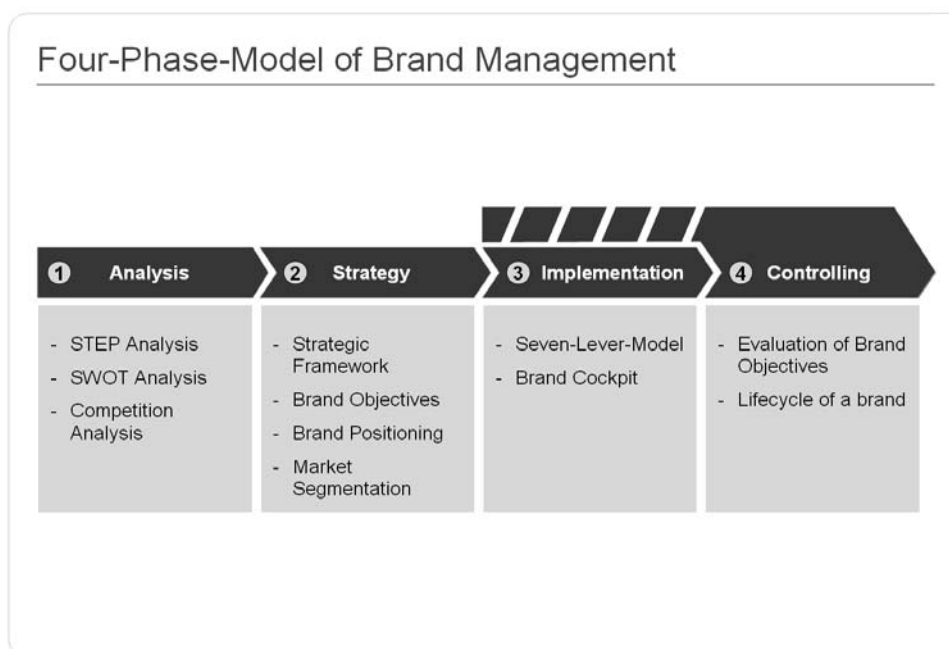 Four-Phase-Model of Brand Management
1 Analysis
2 Strategy
3 Implementation
4 Controlling
- STEP Analysis
- SWOT Analysis
- Competition
Analysis
- Strategic
Framework
- Brand Objectives
- Brand Positioning
- Market
Segmentation
- Seven-Lever-Model
- Brand Cockpit
- Evaluation of Brand
Objectives
- Lifecycle of a brand